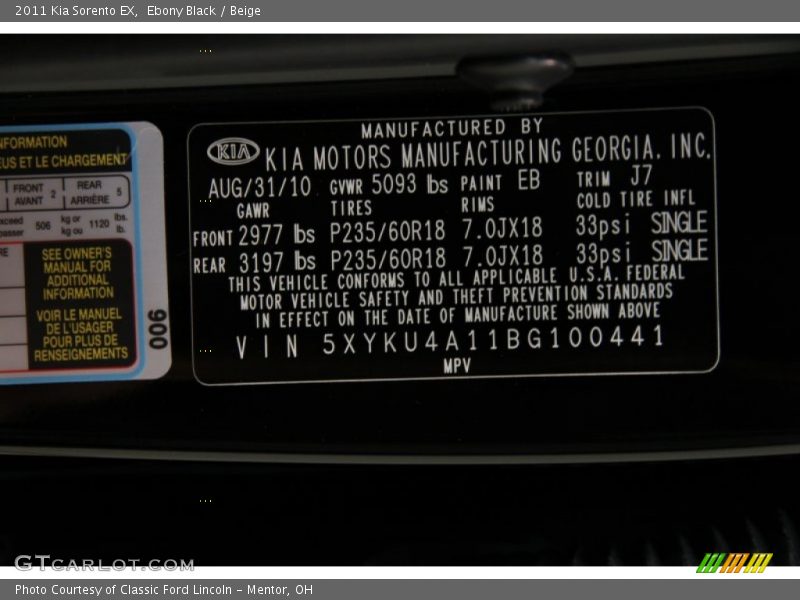 2011 Kia Sorento EX, Ebony Black / Beige
NFORMATION
EUS ET LE CHARGEMENT
FRONT AVANT 2 REAR ARRIÈRE 5
506 kg or kg ou 1120 lbs. lb.
SEE OWNER'S
MANUAL FOR
ADDITIONAL
INFORMATION
VOIR LE MANUEL
DE L'USAGER
POUR PLUS DE
RENSEIGNEMENTS
006
MANUFACTURED BY
KIA KIA MOTORS MANUFACTURING GEORGIA, INC.
AUG/31/10 GVWR 5093 lbs PAINT EB TRIM J7
GAWR TIRES RIMS COLD TIRE INFL
FRONT 2977 lbs P235/60R18 7.0JX18 33psi SINGLE
REAR 3197 lbs P235/60R18 7.0JX18 33psi SINGLE
THIS VEHICLE CONFORMS TO ALL APPLICABLE U.S.A. FEDERAL
MOTOR VEHICLE SAFETY AND THEFT PREVENTION STANDARDS
IN EFFECT ON THE DATE OF MANUFACTURE SHOWN ABOVE
VIN 5XYKU4A11BG100441
MPV
GTCARLOT.COM
Photo Courtesy of Classic Ford Lincoln - Mentor, OH